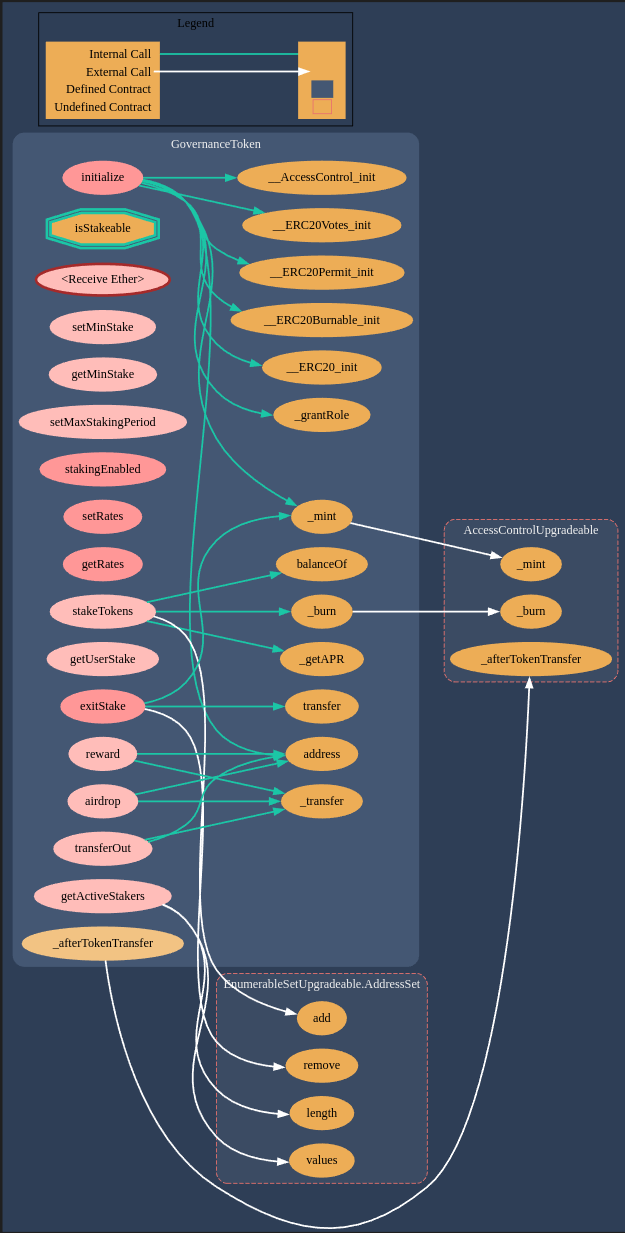 Legend
Internal Call
External Call
Defined Contract
Undefined Contract
GovernanceToken
initialize
__AccessControl_init
isStakeable
__ERC20Votes_init
<Receive Ether>
__ERC20Permit_init
setMinStake
__ERC20Burnable_init
getMinStake
__ERC20_init
setMaxStakingPeriod
_grantRole
stakingEnabled
AccessControlUpgradeable
setRates
_mint
getRates
balanceOf
_mint
stakeTokens
_burn
_burn
getUserStake
_getAPR
_afterTokenTransfer
exitStake
transfer
reward
address
airdrop
_transfer
transferOut
getActiveStakers
_afterTokenTransfer
EnumerableSetUpgradeable.AddressSet
add
remove
length
values